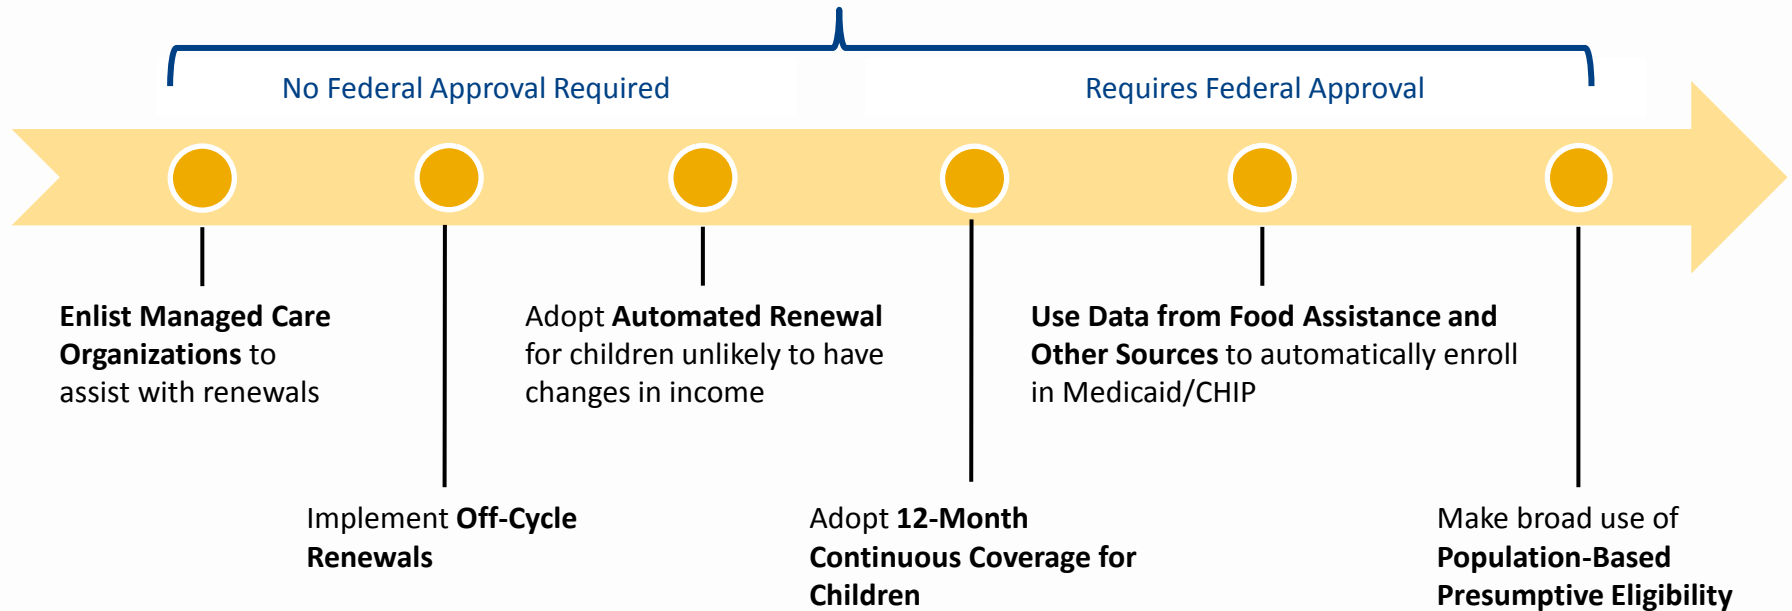 No Federal Approval Required
Requires Federal Approval
Enlist Managed Care
Organizations to
assist with renewals
Implement Off-Cycle
Renewals
Adopt Automated Renewal
for children unlikely to have
changes in income
Adopt 12-Month
Continuous Coverage for
Children
Use Data from Food Assistance and
Other Sources to automatically enroll
in Medicaid/CHIP
Make broad use of
Population-Based
Presumptive Eligibility